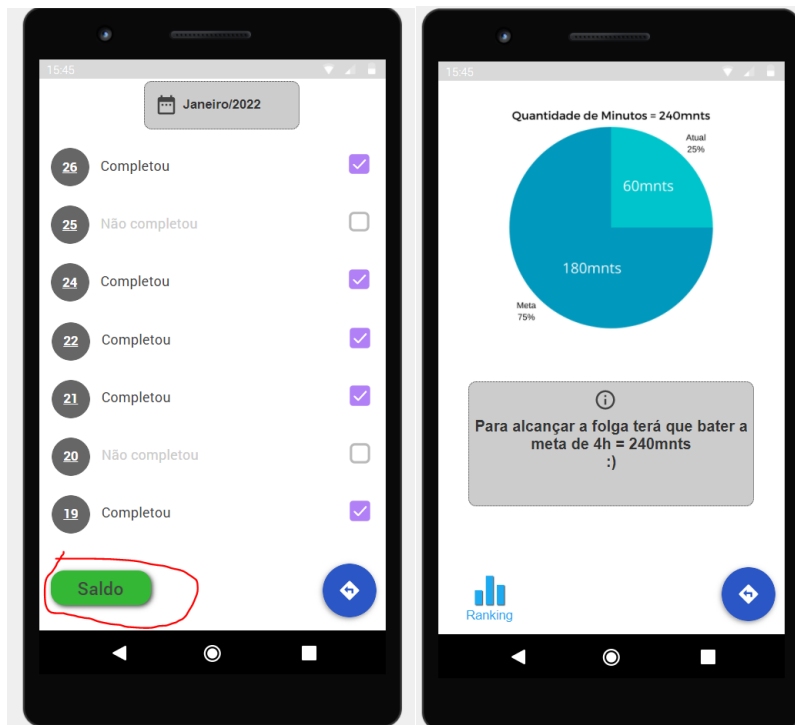 15:45
Janeiro/2022
26 Completou
25 Não completou
24 Completou
22 Completou
21 Completou
20 Não completou
19 Completou
Saldo
15:45
Quantidade de Minutos = 240mnts
Atual
25%
60mnts
180mnts
Meta
75%
Para alcançar a folga terá que bater a
meta de 4h = 240mnts
:)
Ranking